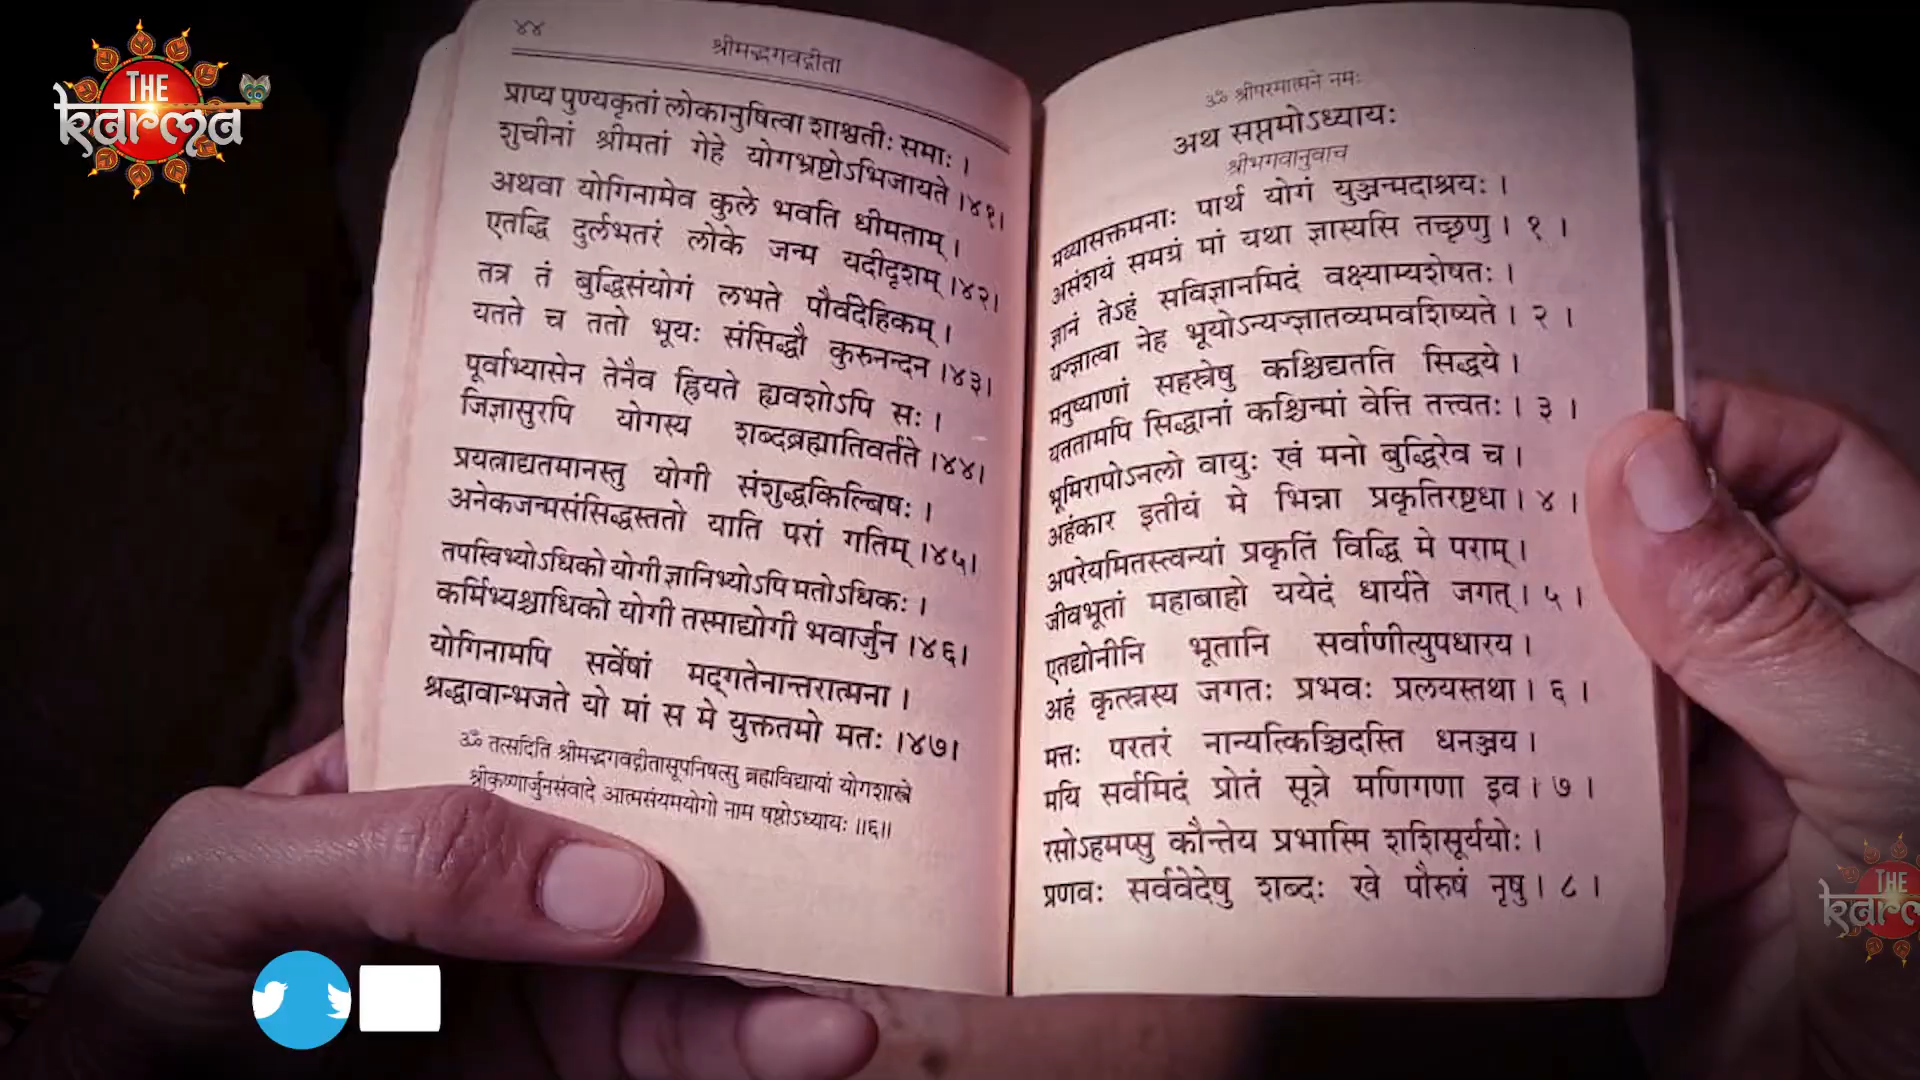 THE
karma
४४
श्रीमद्भगवद्गीता
प्राप्य पुण्यकृतां लोकानुषित्वा शाश्वतीः समाः ।
शुचीनां श्रीमतां गेहे योगभ्रष्टोऽभिजायते ।४१।
अथवा योगिनामेव कुले भवति धीमताम् ।
एतद्धि दुर्लभतरं लोके जन्म यदीदृशम् ।४२।
तत्र तं बुद्धिसंयोगं लभते पौर्वदेहिकम् ।
यतते च ततो भूयः संसिद्धौ कुरुनन्दन ।४३।
पूर्वाभ्यासेन तेनैव ह्रियते ह्यवशोऽपि सः ।
जिज्ञासुरपि योगस्य शब्दब्रह्मातिवर्तते ।४४।
प्रयत्नाद्यतमानस्तु योगी संशुद्धकिल्बिषः ।
अनेकजन्मसंसिद्धस्ततो याति परां गतिम् ।४५।
तपस्विभ्योऽधिको योगी ज्ञानिभ्योऽपि मतोऽधिकः ।
कर्मिभ्यश्चाधिको योगी तस्माद्योगी भवार्जुन ।४६।
योगिनामपि सर्वेषां मद्‌गतेनान्तरात्मना ।
श्रद्धावान्भजते यो मां स मे युक्ततमो मतः ।४७।
ॐ तत्सदिति श्रीमद्भगवद्गीतासूपनिषत्सु ब्रह्मविद्यायां योगशास्त्रे
श्रीकृष्णार्जुनसंवादे आत्मसंयमयोगो नाम षष्ठोऽध्यायः ॥६॥
ॐ श्रीपरमात्मने नमः
अथ सप्तमोऽध्यायः
श्रीभगवानुवाच
मय्यासक्तमनाः पार्थ योगं युञ्जन्मदाश्रयः ।
असंशयं समग्रं मां यथा ज्ञास्यसि तच्छृणु । १ ।
ज्ञानं तेऽहं सविज्ञानमिदं वक्ष्याम्यशेषतः ।
यज्ज्ञात्वा नेह भूयोऽन्यज्ज्ञातव्यमवशिष्यते । २ ।
मनुष्याणां सहस्रेषु कश्चिद्यतति सिद्धये ।
यततामपि सिद्धानां कश्चिन्मां वेत्ति तत्त्वतः । ३ ।
भूमिरापोऽनलो वायुः खं मनो बुद्धिरेव च ।
अहंकार इतीयं मे भिन्ना प्रकृतिरष्टधा । ४ ।
अपरेयमितस्त्वन्यां प्रकृतिं विद्धि मे पराम् ।
जीवभूतां महाबाहो ययेदं धार्यते जगत् । ५ ।
एतद्योनीनि भूतानि सर्वाणीत्युपधारय ।
अहं कृत्स्नस्य जगतः प्रभवः प्रलयस्तथा । ६ ।
मत्तः परतरं नान्यत्किञ्चिदस्ति धनञ्जय ।
मयि सर्वमिदं प्रोतं सूत्रे मणिगणा इव । ७ ।
रसोऽहमप्सु कौन्तेय प्रभास्मि शशिसूर्ययोः ।
प्रणवः सर्ववेदेषु शब्दः खे पौरुषं नृषु । ८ ।
THE